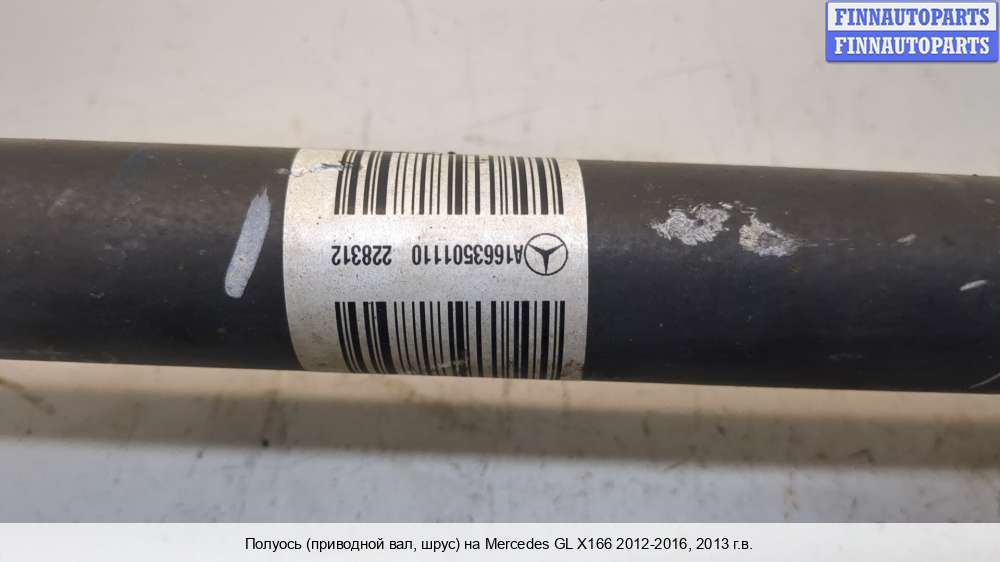 FINNAUTOPARTS
FINNAUTOPARTS
A1663501110 228312
Полуось (приводной вал, шрус) на Mercedes GL X166 2012-2016, 2013 г.в.